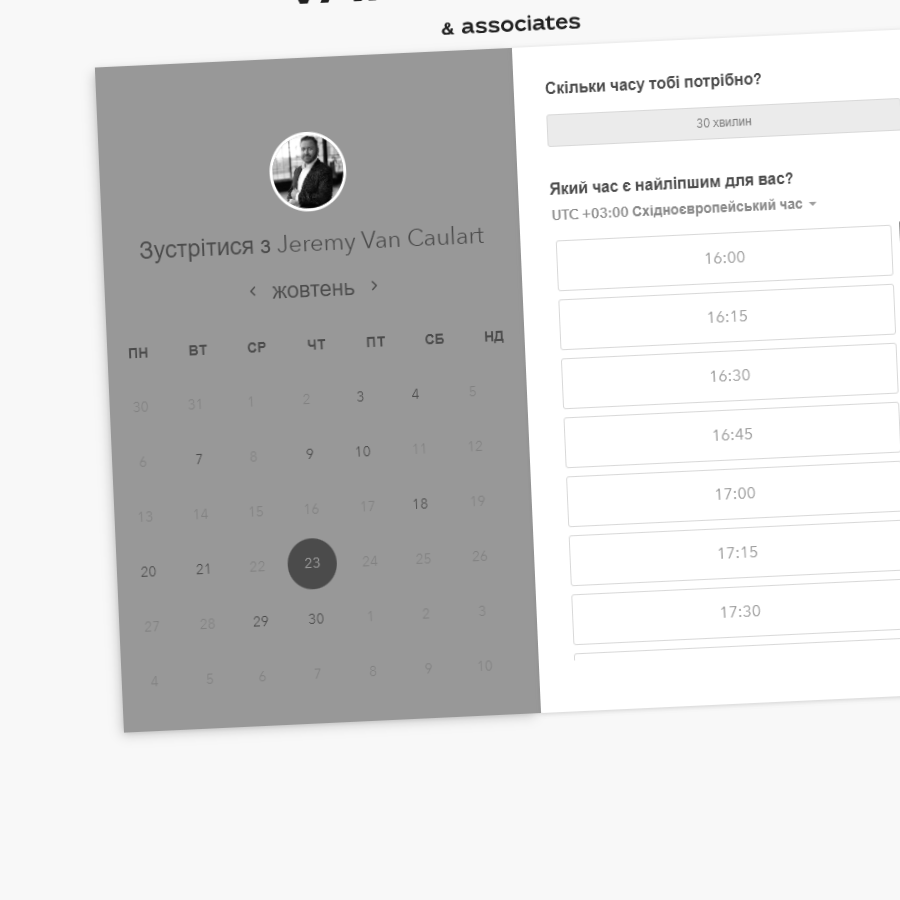 & associates
Зустрітися з Jeremy Van Caulart
жовтень
ПН ВТ СР ЧТ ПТ СБ НД
30 31 1 2 3 4 5
6 7 8 9 10 11 12
13 14 15 16 17 18 19
20 21 22 23 24 25 26
27 28 29 30 1 2 3
4 5 6 7 8 9 10
Скільки часу тобі потрібно?
30 хвилин
Який час є найліпшим для вас?
UTC +03:00 Східноєвропейський час
16:00
16:15
16:30
16:45
17:00
17:15
17:30